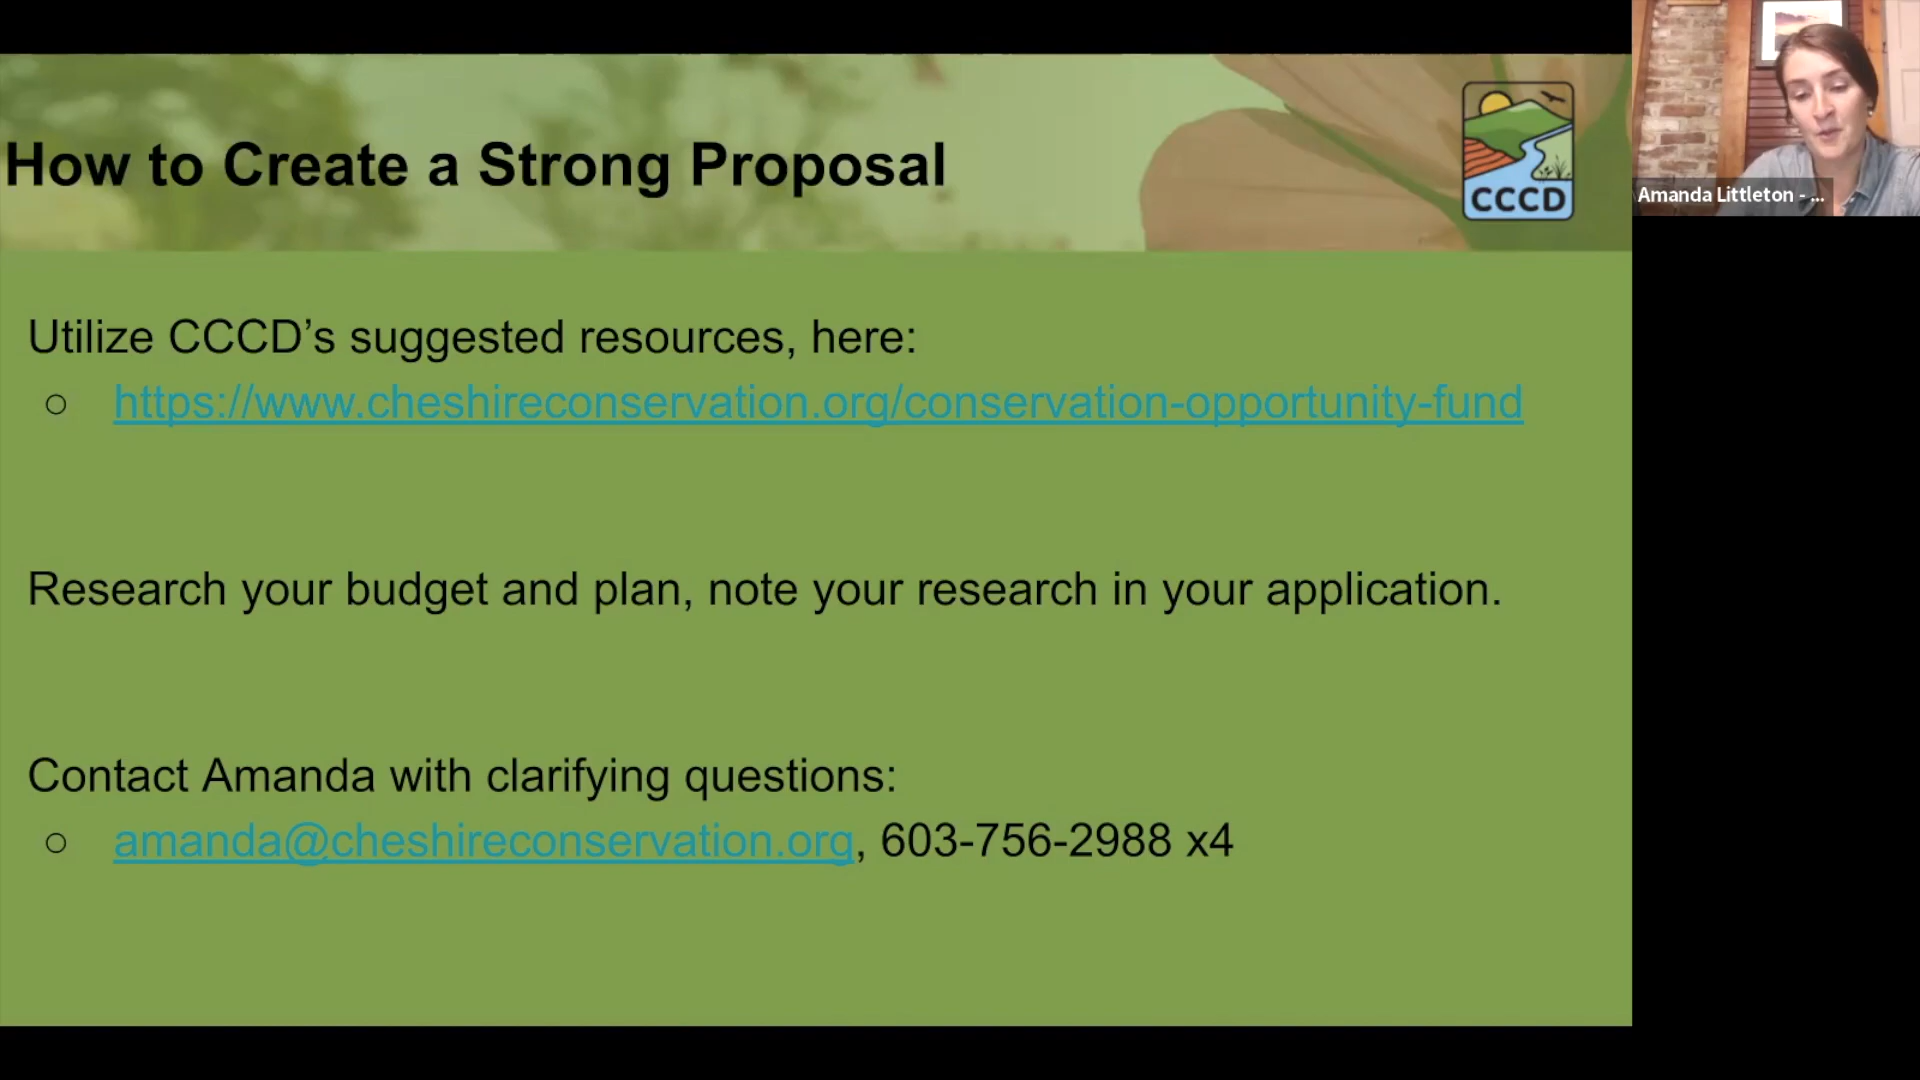 How to Create a Strong Proposal
CCCD
Amanda Littleton - ...
Utilize CCCD’s suggested resources, here:
○ https://www.cheshireconservation.org/conservation-opportunity-fund
Research your budget and plan, note your research in your application.
Contact Amanda with clarifying questions:
○ amanda@cheshireconservation.org, 603-756-2988 x4